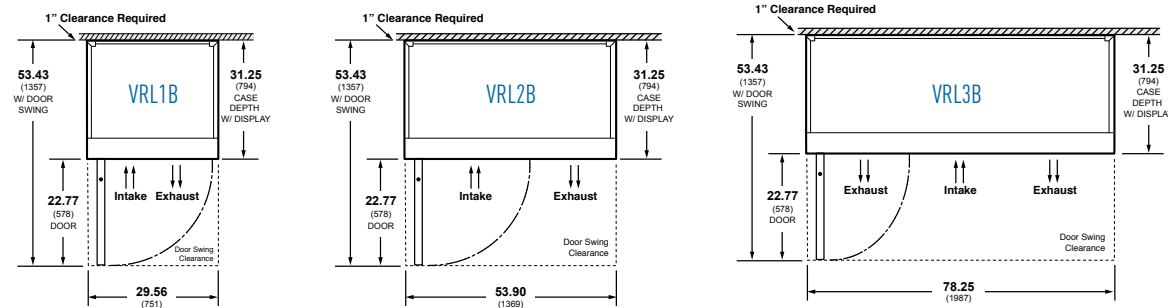 1" Clearance Required
53.43
(1357)
W/ DOOR
SWING
VRL1B
31.25
(794)
CASE
DEPTH
W/ DISPLAY
22.77
(578)
DOOR
Intake Exhaust
Door Swing
Clearance
29.56
(751)
1" Clearance Required
53.43
(1357)
W/ DOOR
SWING
VRL2B
31.25
(794)
CASE
DEPTH
W/ DISPLAY
22.77
(578)
DOOR
Intake Exhaust
Door Swing
Clearance
53.90
(1369)
1" Clearance Required
53.43
(1357)
W/ DOOR
SWING
VRL3B
31.25
(794)
CASE
DEPTH
W/ DISPLA
22.77
(578)
DOOR
Exhaust Intake Exhaust
Door Swing
Clearance
78.25
(1987)